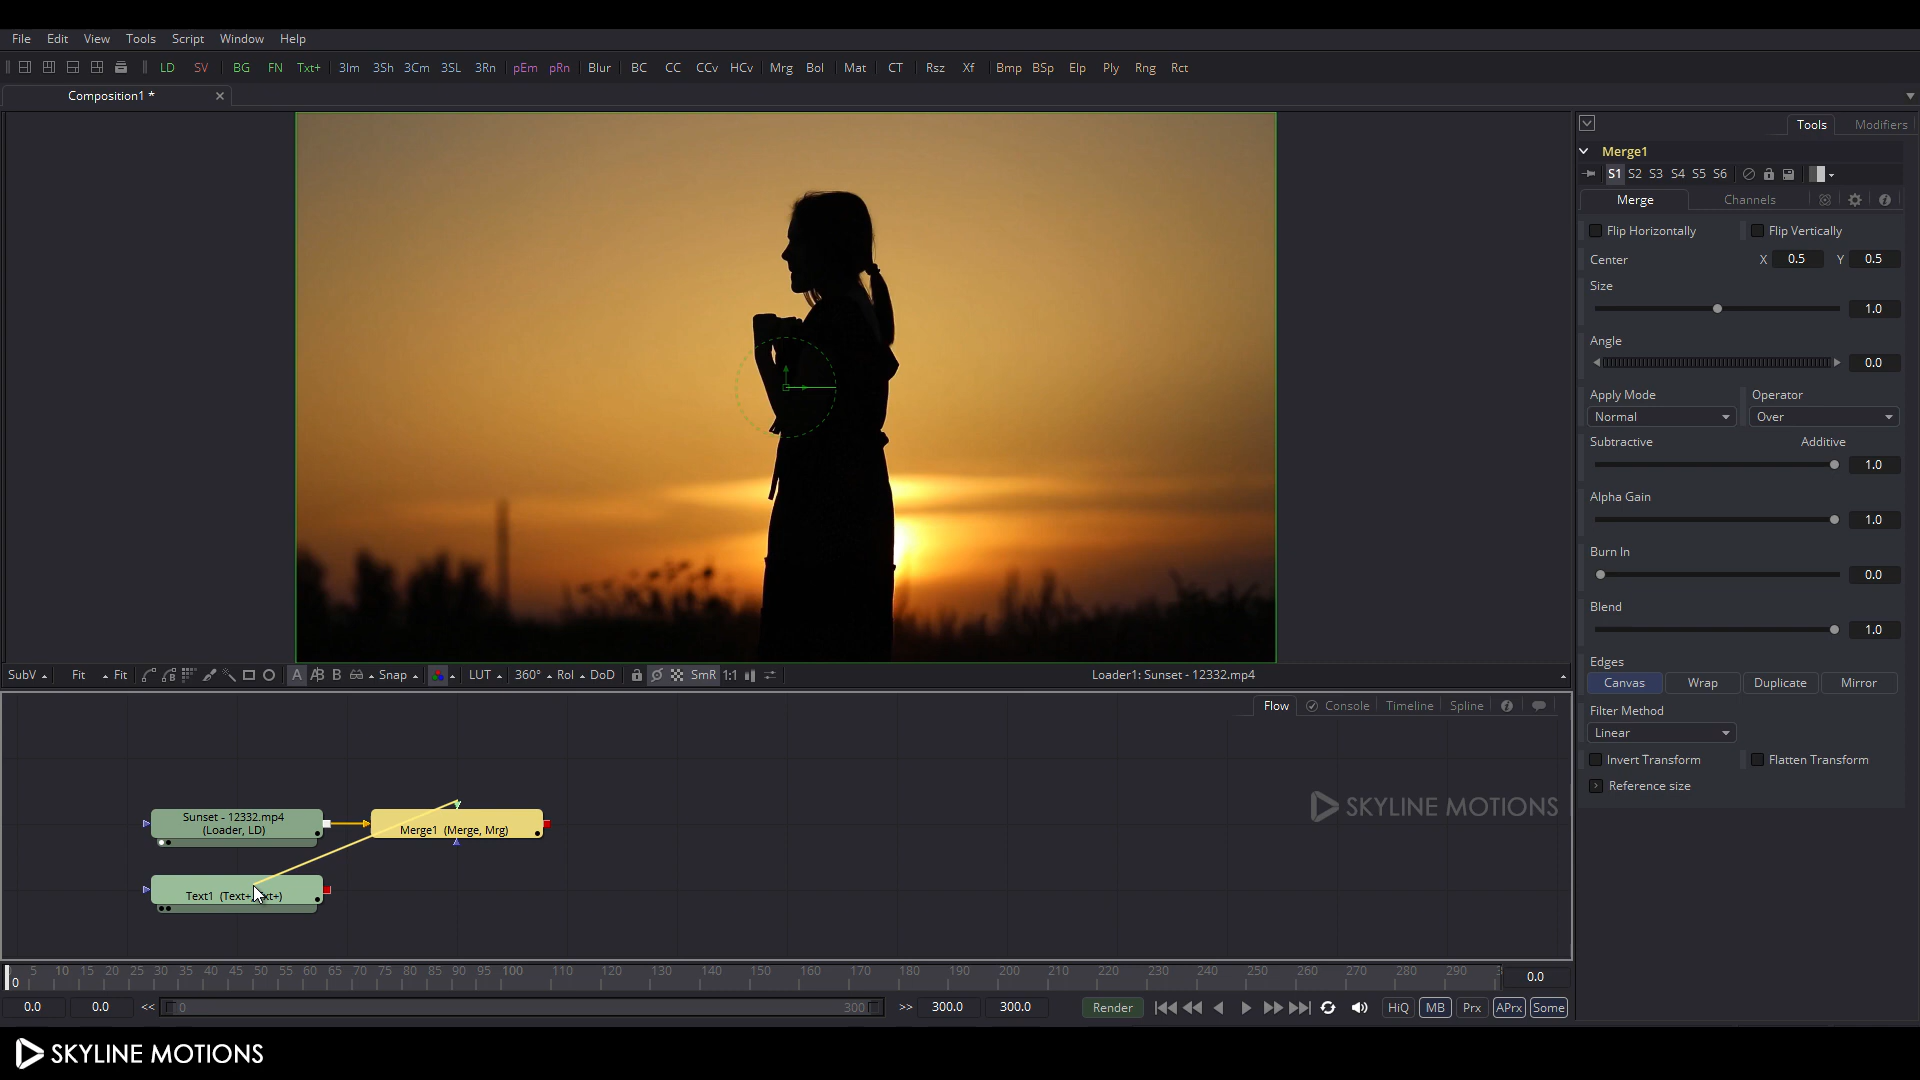 File Edit View Tools Script Window Help
LD SV BG FN Txt+ 3Im 3Sh 3Cm 3SL 3Rn pEm pRn Blur BC CC CCv HCv Mrg Bol Mat CT Rsz Xf Bmp BSp Elp Ply Rng Rct
Composition1 *
Tools Modifiers
Merge1
S1 S2 S3 S4 S5 S6
Merge Channels
Flip Horizontally Flip Vertically
Center X 0.5 Y 0.5
Size
1.0
Angle
0.0
Apply Mode Operator
Normal Over
Subtractive Additive
1.0
Alpha Gain
1.0
Burn In
0.0
Blend
1.0
Edges
Canvas Wrap Duplicate Mirror
Filter Method
Linear
Invert Transform Flatten Transform
Reference size
SubV Fit Fit A B Snap LUT 360° RoI DoD SmR 1:1 Loader1: Sunset - 12332.mp4
Flow Console Timeline Spline
Sunset - 12332.mp4
(Loader, LD)
Merge1 (Merge, Mrg)
Text1 (Text+
SKYLINE MOTIONS
0 5 10 15 20 25 30 35 40 45 50 55 60 65 70 75 80 85 90 95 100 110 120 130 140 150 160 170 180 190 200 210 220 230 240 250 260 270 280 290
0.0
0.0 0.0 << 0 300 >> 300.0 300.0 Render HiQ MB Prx APrx Some
SKYLINE MOTIONS